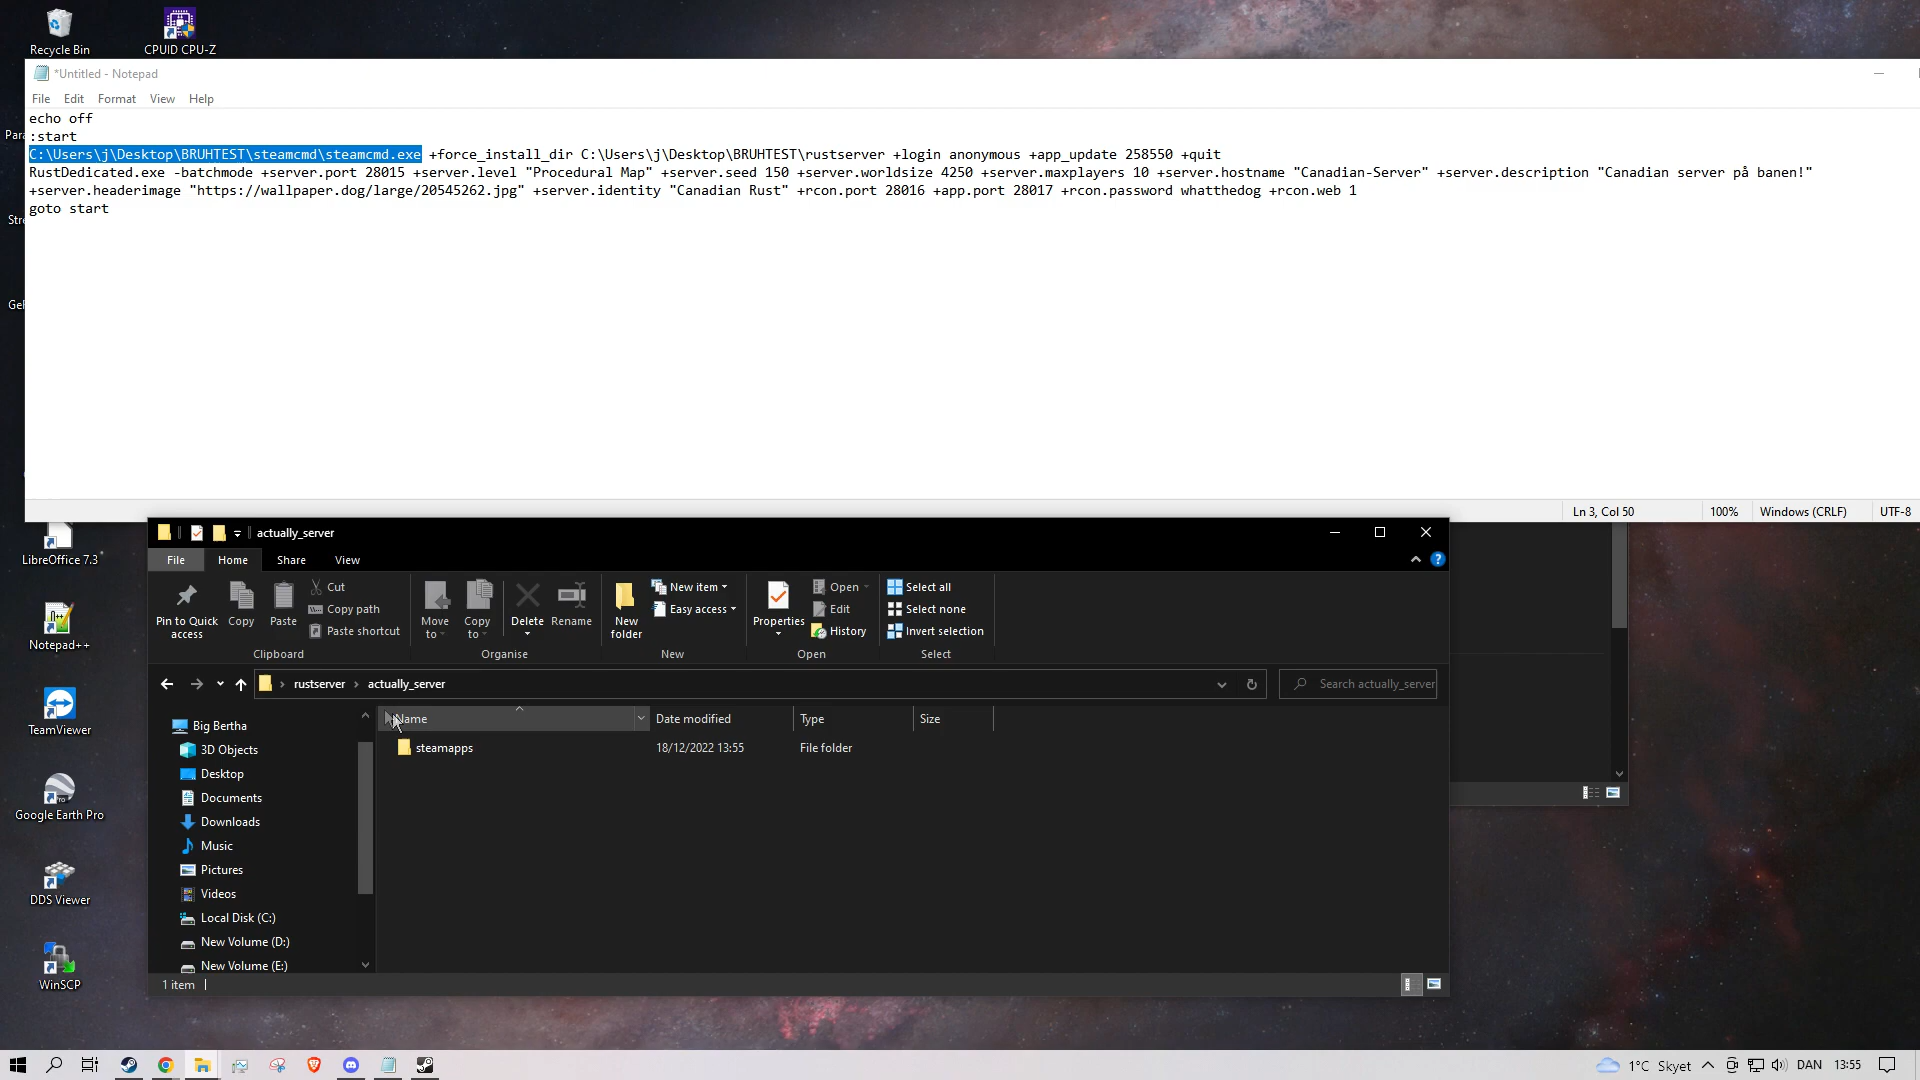 Recycle Bin
CPUID CPU-Z
*Untitled - Notepad
File Edit Format View Help
echo off
:start
C:\Users\j\Desktop\BRUHTEST\steamcmd\steamcmd.exe +force_install_dir C:\Users\j\Desktop\BRUHTEST\rustserver +login anonymous +app_update 258550 +quit
RustDedicated.exe -batchmode +server.port 28015 +server.level "Procedural Map" +server.seed 150 +server.worldsize 4250 +server.maxplayers 10 +server.hostname "Canadian-Server" +server.description "Canadian server på banen!"
+server.headerimage "https://wallpaper.dog/large/20545262.jpg" +server.identity "Canadian Rust" +rcon.port 28016 +app.port 28017 +rcon.password whatthedog +rcon.web 1
goto start
Para
Stre
Gef
Ln 3, Col 50 100% Windows (CRLF) UTF-8
LibreOffice 7.3
Notepad++
TeamViewer
Google Earth Pro
DDS Viewer
WinSCP
actually_server
File Home Share View
Pin to Quick access
Copy
Paste
Cut
Copy path
Paste shortcut
Clipboard
Move to
Copy to
Delete
Rename
Organise
New folder
New item
Easy access
New
Properties
Open
Edit
History
Open
Select all
Select none
Invert selection
Select
rustserver > actually_server
Search actually_server
Name Date modified Type Size
steamapps 18/12/2022 13:55 File folder
Big Bertha
3D Objects
Desktop
Documents
Downloads
Music
Pictures
Videos
Local Disk (C:)
New Volume (D:)
New Volume (E:)
1 item
1°C Skyet DAN 13:55